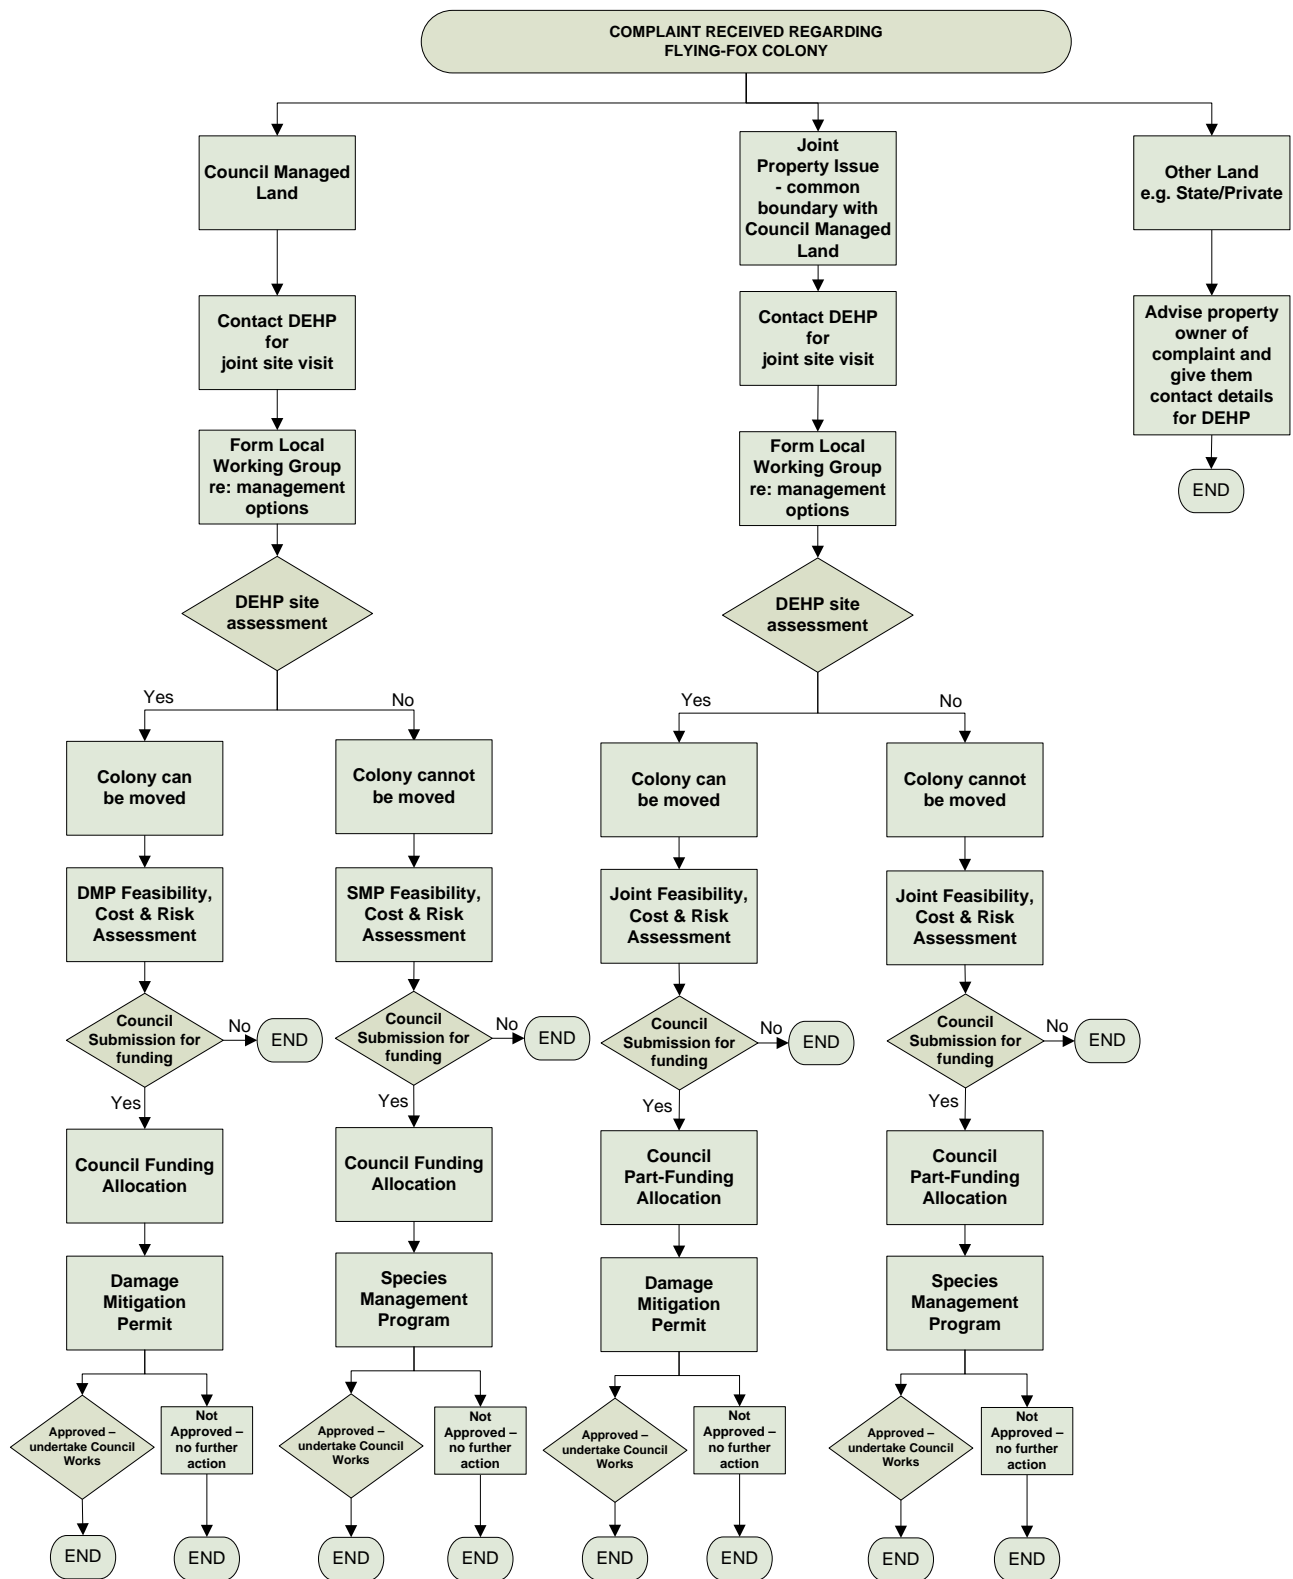 COMPLAINT RECEIVED REGARDING
FLYING-FOX COLONY
Council Managed
Land
Joint
Property Issue
- common
boundary with
Council Managed
Land
Other Land
e.g. State/Private
Contact DEHP
for
joint site visit
Contact DEHP
for
joint site visit
Advise property
owner of
complaint and
give them
contact details
for DEHP
Form Local
Working Group
re: management
options
Form Local
Working Group
re: management
options
END
DEHP site
assessment
DEHP site
assessment
Yes
No
Yes
No
Colony can
be moved
Colony cannot
be moved
Colony can
be moved
Colony cannot
be moved
DMP Feasibility,
Cost & Risk
Assessment
SMP Feasibility,
Cost & Risk
Assessment
Joint Feasibility,
Cost & Risk
Assessment
Joint Feasibility,
Cost & Risk
Assessment
Council
Submission for
funding
No
END
Council
Submission for
funding
No
END
Council
Submission for
funding
No
END
Council
Submission for
funding
No
END
Yes
Yes
Yes
Yes
Council Funding
Allocation
Council Funding
Allocation
Council
Part-Funding
Allocation
Council
Part-Funding
Allocation
Damage
Mitigation
Permit
Species
Management
Program
Damage
Mitigation
Permit
Species
Management
Program
Approved –
undertake Council
Works
Not
Approved –
no further
action
Approved –
undertake Council
Works
Not
Approved –
no further
action
Approved –
undertake Council
Works
Not
Approved –
no further
action
Approved –
undertake Council
Works
Not
Approved –
no further
action
END
END
END
END
END
END
END
END